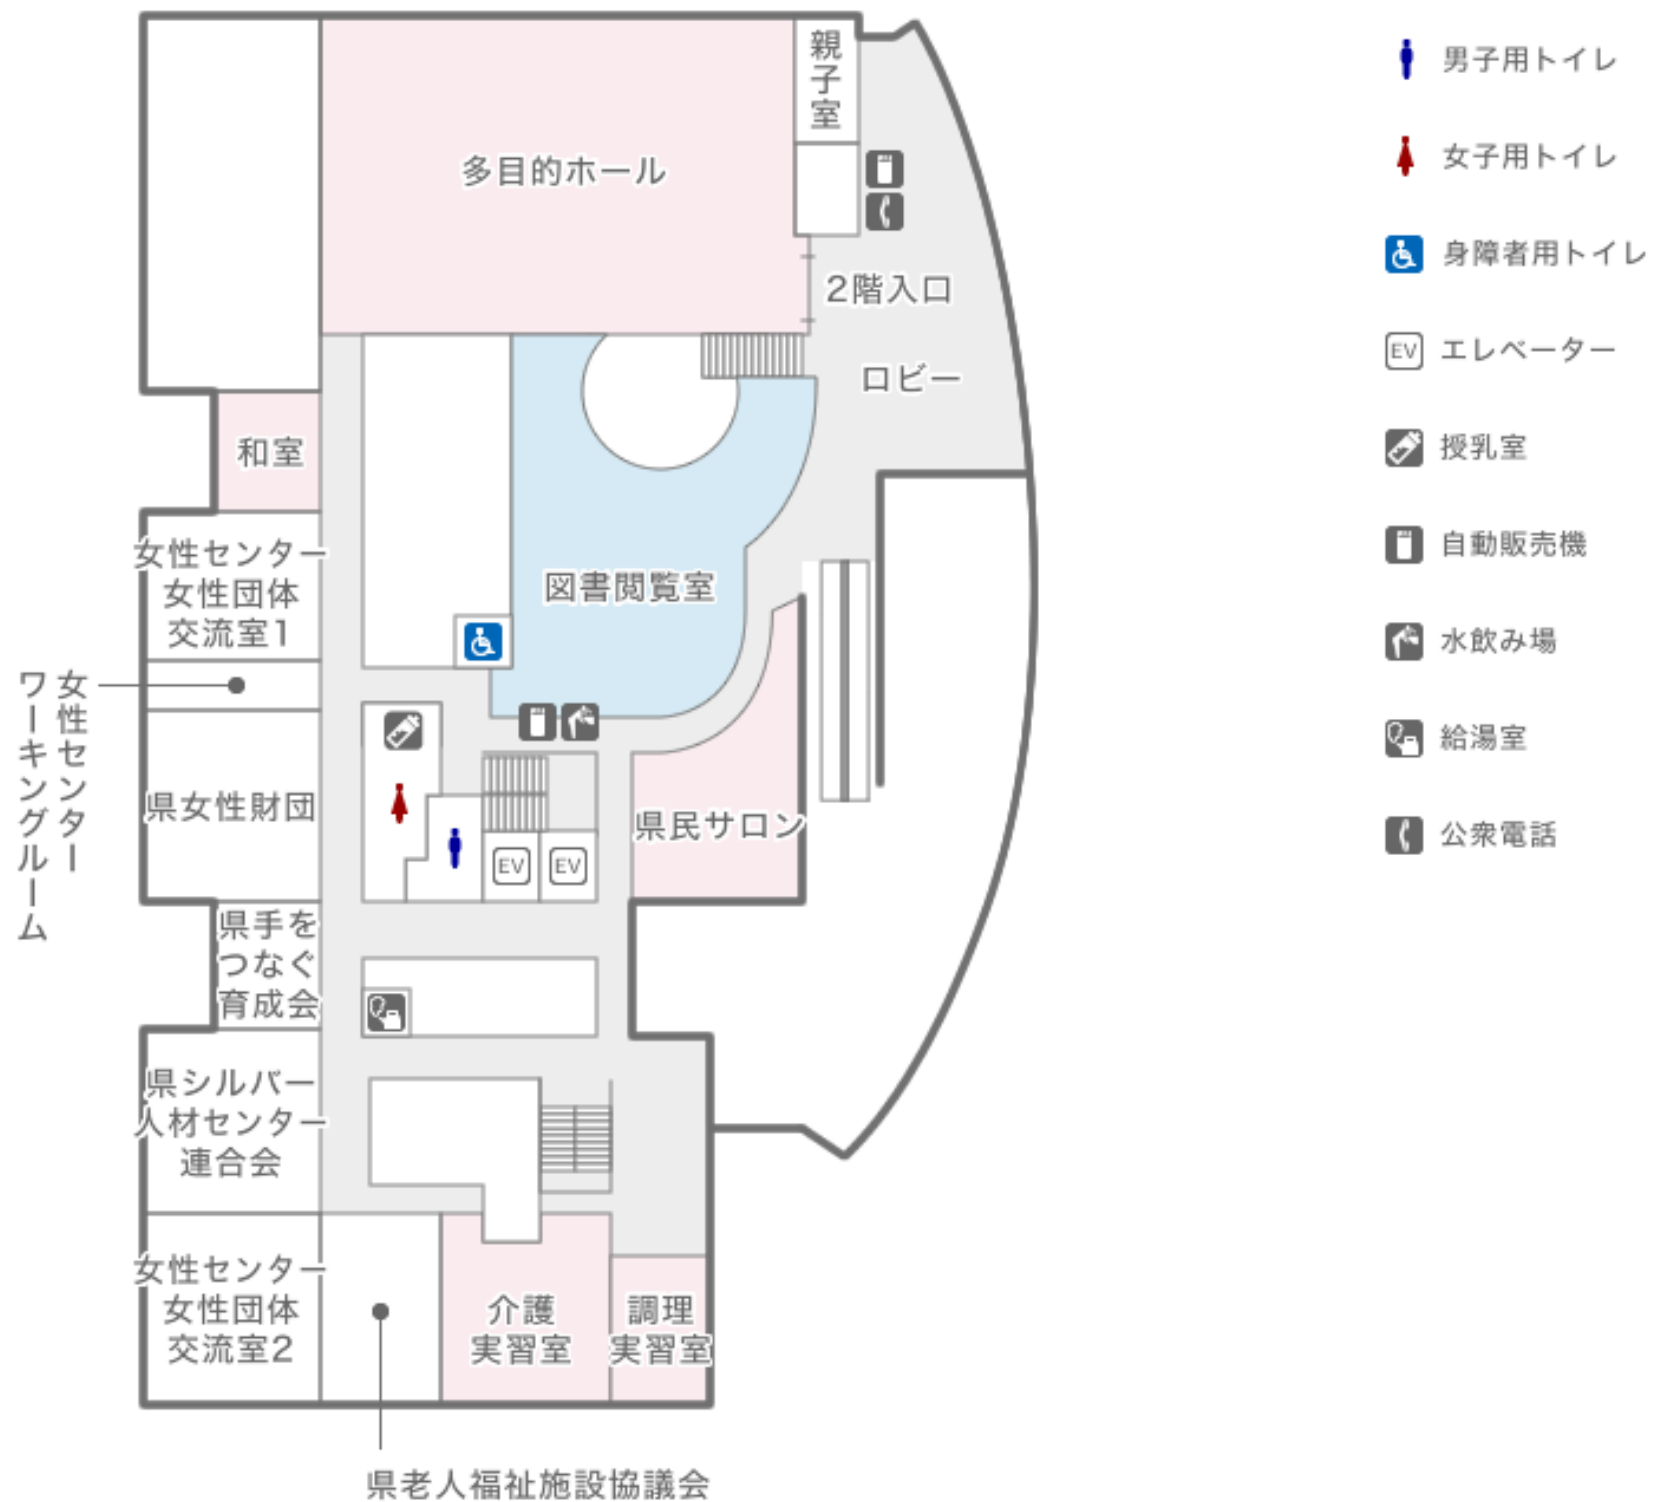 親子室
多目的ホール
2階入口
ロビー
和室
女性センター
女性団体
交流室1
図書閲覧室
女性センター
ワーキングルーム
県女性財団
県民サロン
EV
EV
県手を
つなぐ
育成会
県シルバー
人材センター
連合会
女性センター
女性団体
交流室2
介護
実習室
調理
実習室
県老人福祉施設協議会
男子用トイレ
女子用トイレ
身障者用トイレ
EV エレベーター
授乳室
自動販売機
水飲み場
給湯室
公衆電話